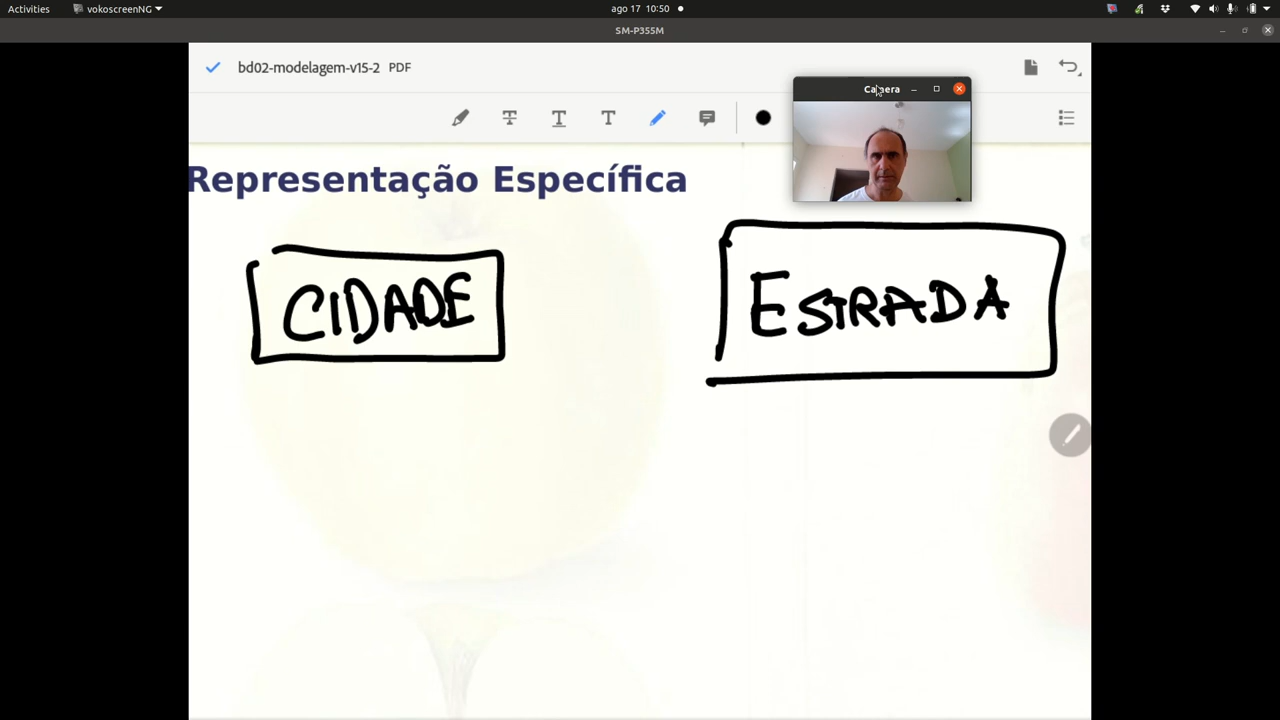 Activities vokoscreenNG ago 17 10:50
SM-P355M
bd02-modelagem-v15-2 PDF
T T T
Camera
Representação Específica
CIDADE
ESTRADA